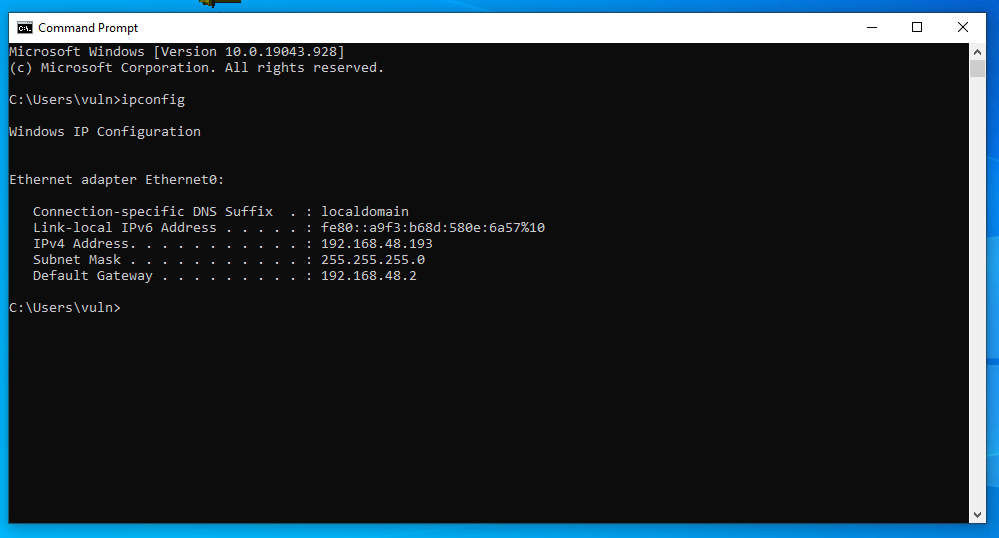 Command Prompt
Microsoft Windows [Version 10.0.19043.928]
(c) Microsoft Corporation. All rights reserved.
C:\Users\vuln>ipconfig
Windows IP Configuration
Ethernet adapter Ethernet0:
Connection-specific DNS Suffix  . : localdomain
Link-local IPv6 Address . . . . . : fe80::a9f3:b68d:580e:6a57%10
IPv4 Address. . . . . . . . . . . : 192.168.48.193
Subnet Mask . . . . . . . . . . . : 255.255.255.0
Default Gateway . . . . . . . . . : 192.168.48.2
C:\Users\vuln>